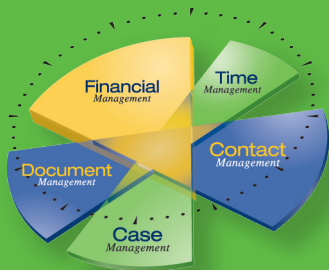 Financial
Management
Time
Management
Contact
Management
Document
Management
Case
Management